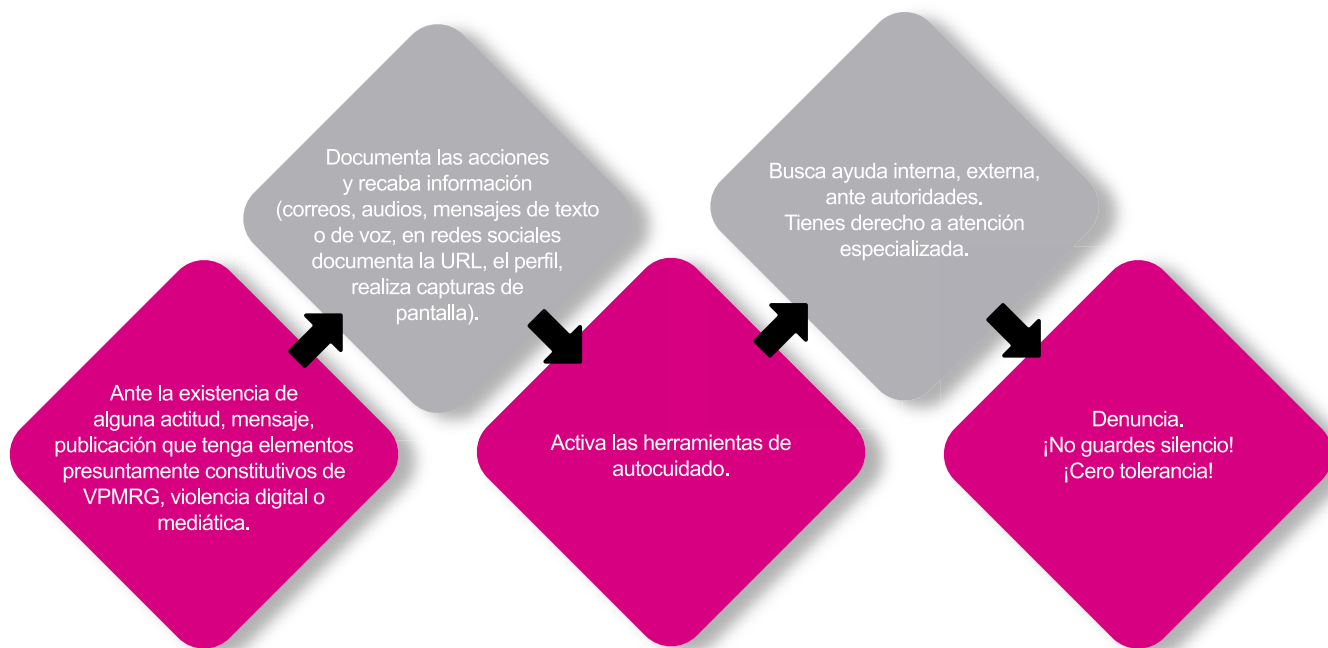 Ante la existencia de
alguna actitud, mensaje,
publicación que tenga elementos
presuntamente constitutivos de
VPMRG, violencia digital o
mediática.
Documenta las acciones
y recaba información
(correos, audios, mensajes de texto
o de voz, en redes sociales
documenta la URL, el perfil,
realiza capturas de
pantalla).
Activa las herramientas de
autocuidado.
Busca ayuda interna, externa,
ante autoridades.
Tienes derecho a atención
especializada.
Denuncia.
¡No guardes silencio!
¡Cero tolerancia!